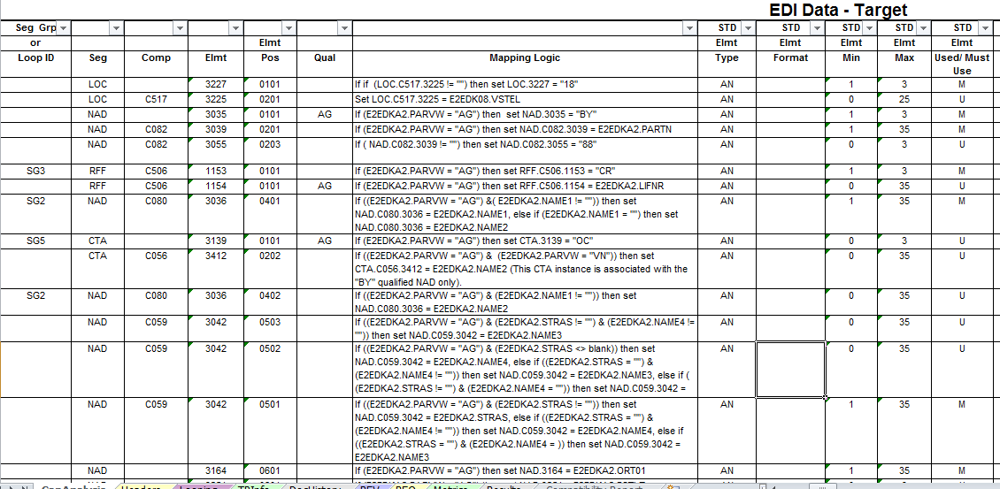 EDI Data - Target
Seg Grp STD STD STD STD STD
or Elmt Elmt Elmt Elmt Elmt Elmt
Loop ID Seg Comp Elmt Pos Qual Mapping Logic Type Format Min Max Used/ Must
Use
LOC 3227 0101 If if (LOC.C517.3225 != "") then set LOC.3227 = "18" AN 1 3 M
LOC C517 3225 0201 Set LOC.C517.3225 = E2EDK08.VSTEL AN 0 25 U
NAD 3035 0101 AG If (E2EDKA2.PARVW = "AG") then set NAD.3035 = "BY" AN 1 3 M
NAD C082 3039 0201 If (E2EDKA2.PARVW = "AG") then set NAD.C082.3039 = E2EDKA2.PARTN AN 1 35 M
NAD C082 3055 0203 If ( NAD.C082.3039 != "") then set NAD.C082.3055 = "88" AN 0 3 U
SG3 RFF C506 1153 0101 If (E2EDKA2.PARVW = "AG") then set RFF.C506.1153 = "CR" AN 1 3 M
RFF C506 1154 0101 AG If (E2EDKA2.PARVW = "AG") then set RFF.C506.1154 = E2EDKA2.LIFNR AN 0 35 U
SG2 NAD C080 3036 0401 If ((E2EDKA2.PARVW = "AG") &( E2EDKA2.NAME1 != "")) then set AN 1 35 M
NAD.C080.3036 = E2EDKA2.NAME1, else if (E2EDKA2.NAME1 = "") then set
NAD.C080.3036 = E2EDKA2.NAME2
SG5 CTA 3139 0101 AG If (E2EDKA2.PARVW = "AG") then set CTA.3139 = "OC" AN 0 3 U
CTA C056 3412 0202 If ((E2EDKA2.PARVW = "AG") & (E2EDKA2.PARVW = "VN")) then set AN 0 35 U
CTA.C056.3412 = E2EDKA2.NAME2 (This CTA instance is associated with the
"BY" qualified NAD only).
SG2 NAD C080 3036 0402 If ((E2EDKA2.PARVW = "AG") & (E2EDKA2.NAME1 != "")) then set AN 0 35 U
NAD.C080.3036 = E2EDKA2.NAME2
NAD C059 3042 0503 If ((E2EDKA2.PARVW = "AG") & (E2EDKA2.STRAS != "") & (E2EDKA2.NAME4 != AN 0 35 U
"")) then set NAD.C059.3042 = E2EDKA2.NAME3
NAD C059 3042 0502 If ((E2EDKA2.PARVW = "AG") & (E2EDKA2.STRAS <> blank)) then set AN 0 35 U
NAD.C059.3042 = E2EDKA2.NAME4, else if ((E2EDKA2.STRAS = "") &
(E2EDKA2.NAME4 != "")) then set NAD.C059.3042 = E2EDKA2.NAME3, else if (
(E2EDKA2.STRAS != "") & (E2EDKA2.NAME4 = "")) then set NAD.C059.3042 =
NAD C059 3042 0501 If ((E2EDKA2.PARVW = "AG") & (E2EDKA2.STRAS != "")) then set AN 1 35 M
NAD.C059.3042 = E2EDKA2.STRAS, else if ((E2EDKA2.STRAS = "") &
(E2EDKA2.NAME4 != "")) then set NAD.C059.3042 = E2EDKA2.NAME4, else if
((E2EDKA2.STRAS = "") & (E2EDKA2.NAME4 = )) then set NAD.C059.3042 =
E2EDKA2.NAME3
NAD 3164 0601 If (E2EDKA2.PARVW = "AG") then set NAD.3164 = E2EDKA2.ORT01 AN 1 35 M
GapAnalysis Headers Looping TPInfo DocHistory Metrics Results Compatibility Report